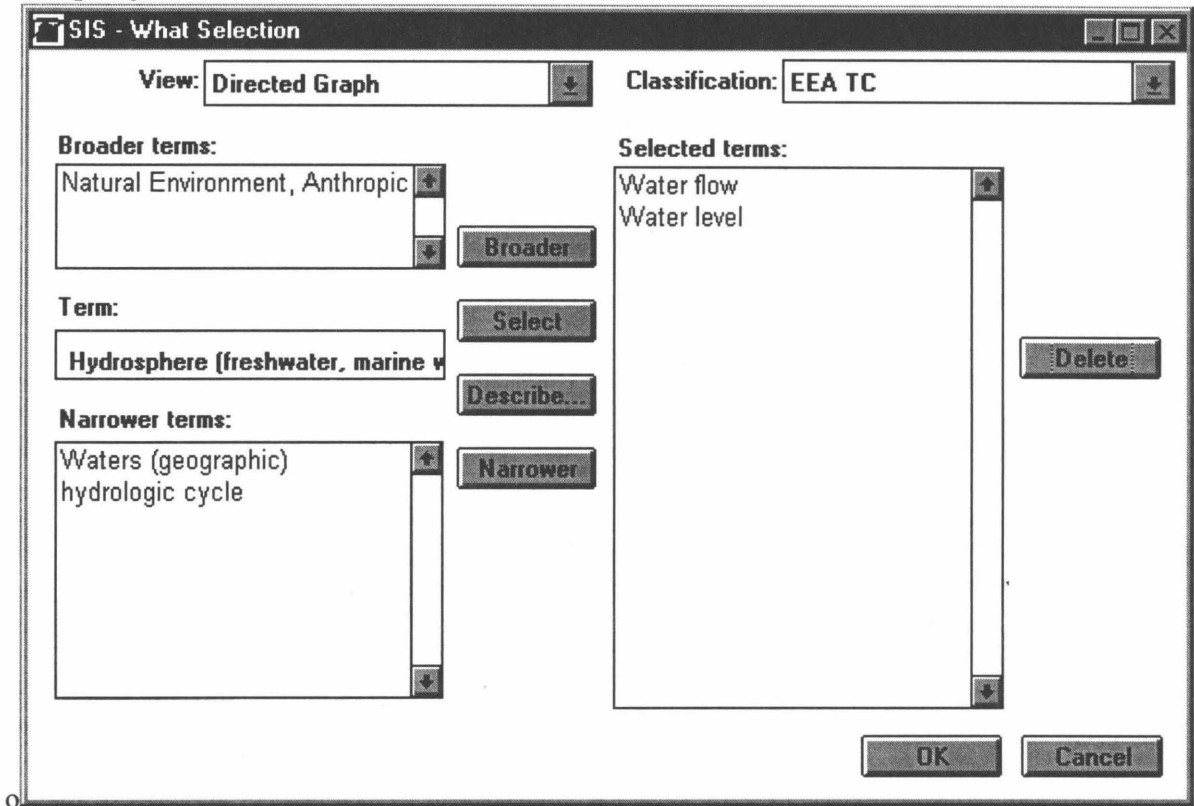 SIS - What Selection
View: Directed Graph
Classification: EEA TC
Broader terms:
Natural Environment, Anthropic
Broader
Term:
Hydrosphere (freshwater, marine w
Select
Describe...
Narrower terms:
Waters (geographic)
hydrologic cycle
Narrower
Selected terms:
Water flow
Water level
Delete
OK
Cancel
o